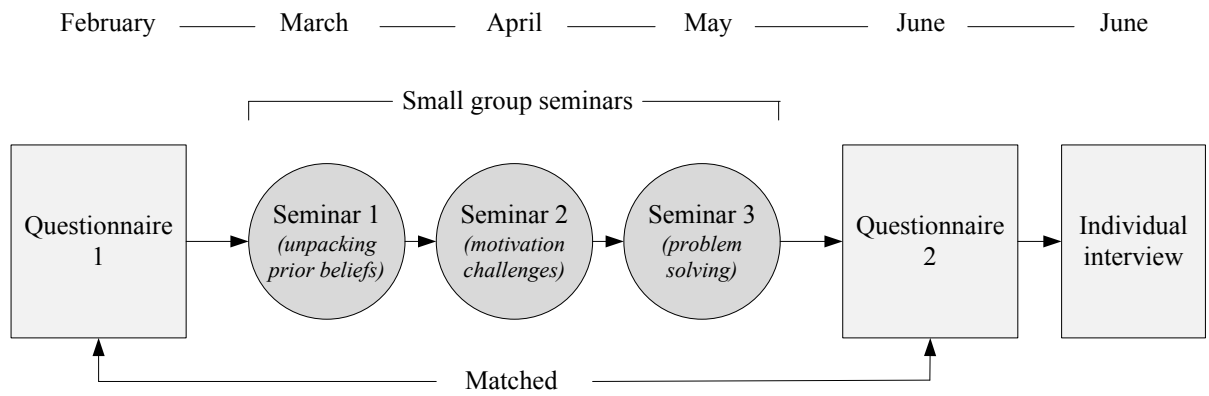 February March April May June June
Small group seminars
Questionnaire
1
Seminar 1
(unpacking
prior beliefs)
Seminar 2
(motivation
challenges)
Seminar 3
(problem
solving)
Questionnaire
2
Individual
interview
Matched